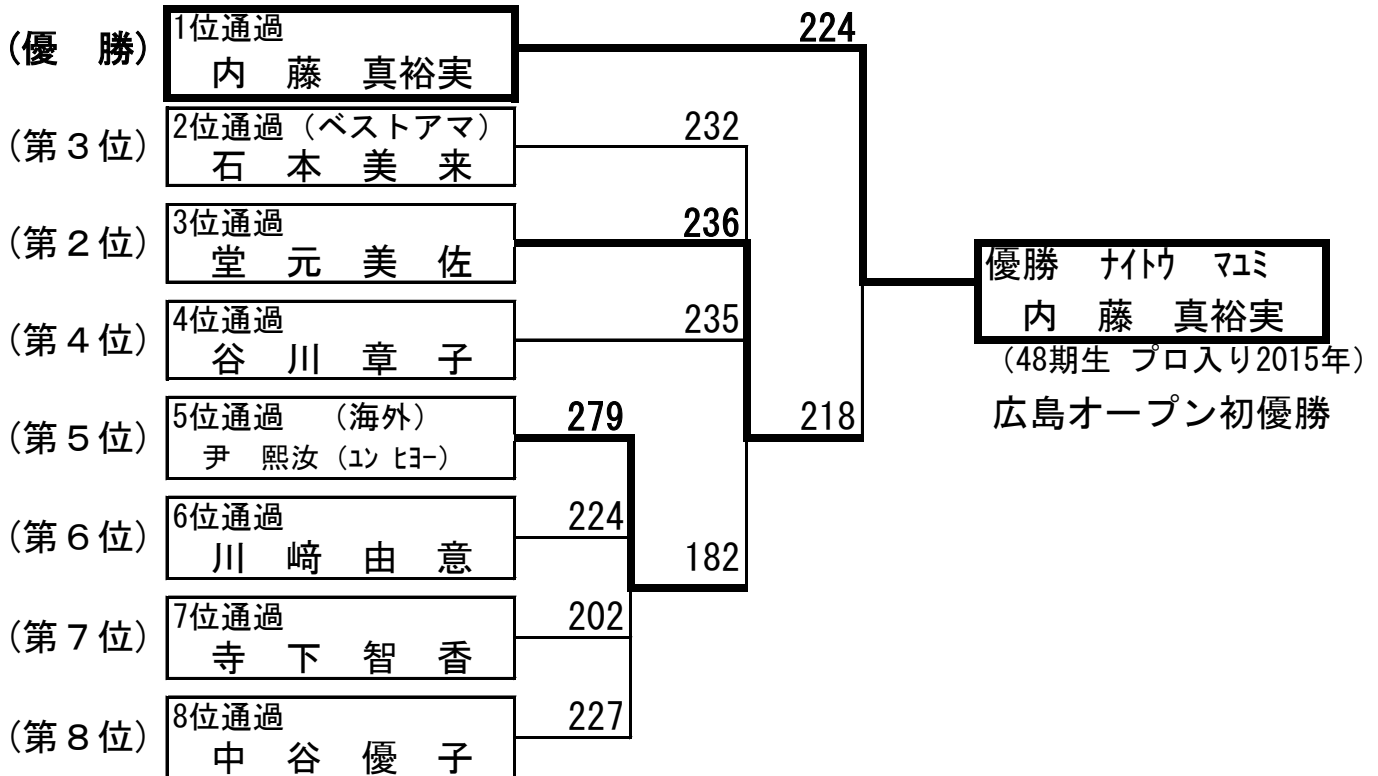 (優　勝) 1位通過 224
内　藤　真裕実
(第３位) 2位通過 (ベストアマ) 232
石　本　美　来
(第２位) 3位通過 236
堂　元　美　佐
優勝　ﾅｲﾄｳ　ﾏﾕﾐ
内　藤　真裕実
(48期生 プロ入り2015年)
広島オープン初優勝
(第４位) 4位通過 235
谷　川　章　子
(第５位) 5位通過　(海外) 279 218
尹　熙汝 (ﾕﾝ ﾋﾖｰ)
(第６位) 6位通過 224
川　﨑　由　意 182
(第７位) 7位通過 202
寺　下　智　香
(第８位) 8位通過 227
中　谷　優　子